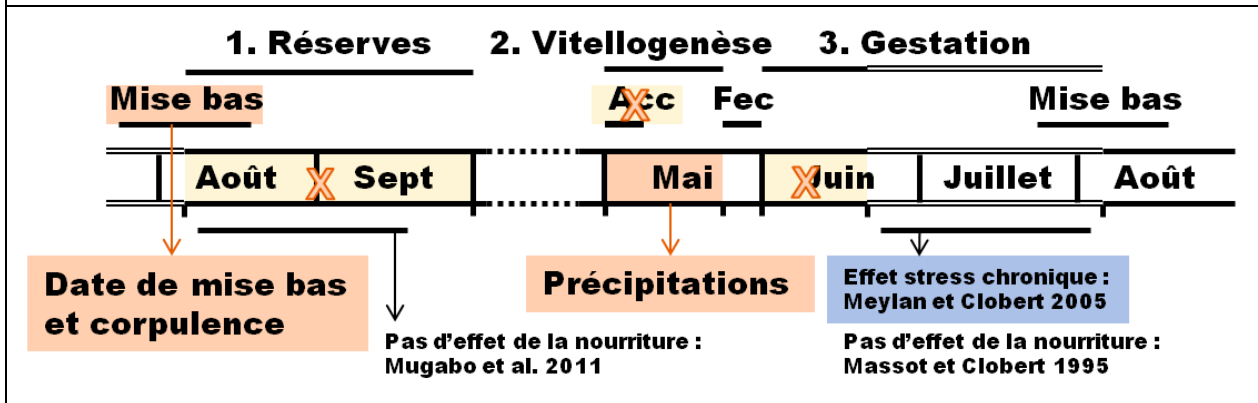 1. Réserves 2. Vitellogenèse 3. Gestation
Mise bas Acc Fec Mise bas
Août X Sept Mai X Juin Juillet Août
Date de mise bas
et corpulence
Précipitations
Effet stress chronique :
Meylan et Clobert 2005
Pas d'effet de la nourriture :
Mugabo et al. 2011
Pas d'effet de la nourriture :
Massot et Clobert 1995